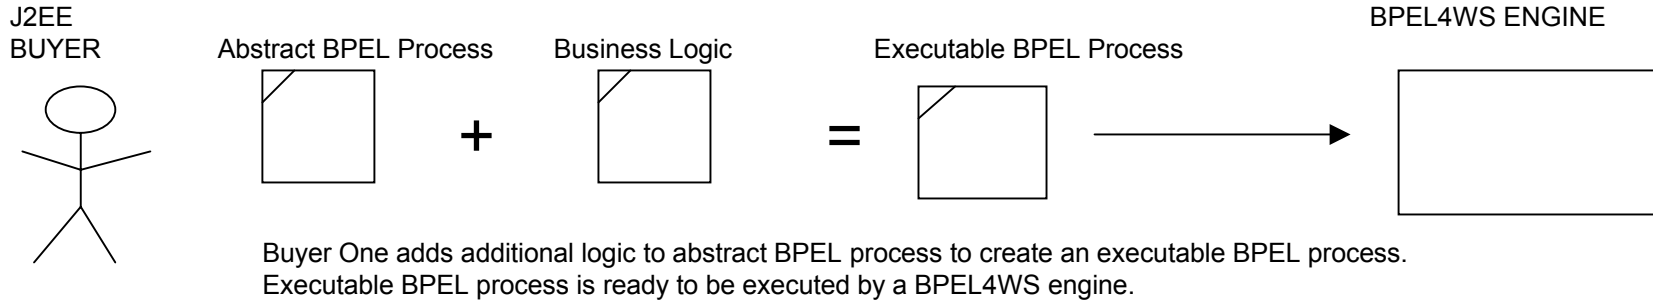 J2EE
BUYER
Abstract BPEL Process
Business Logic
Executable BPEL Process
BPEL4WS ENGINE
+
=
Buyer One adds additional logic to abstract BPEL process to create an executable BPEL process.
Executable BPEL process is ready to be executed by a BPEL4WS engine.